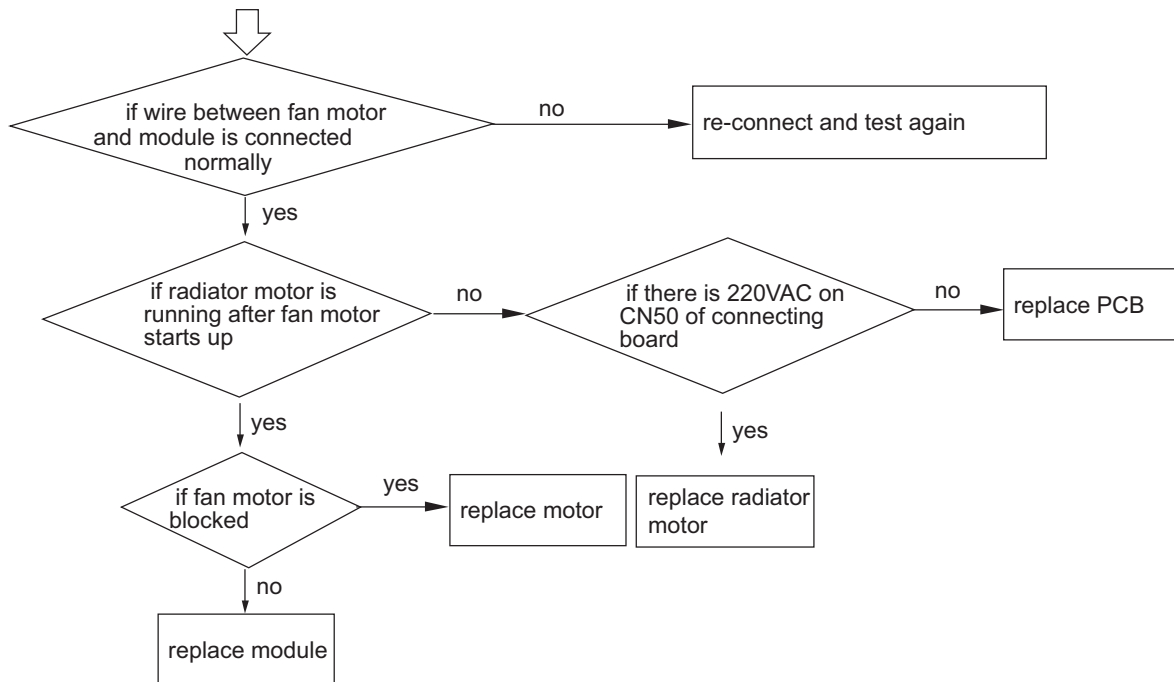 if wire between fan motor
and module is connected
normally
no
re-connect and test again
yes
if radiator motor is
running after fan motor
starts up
no
if there is 220VAC on
CN50 of connecting
board
no
replace PCB
yes
yes
if fan motor is
blocked
yes
replace motor
replace radiator
motor
no
replace module